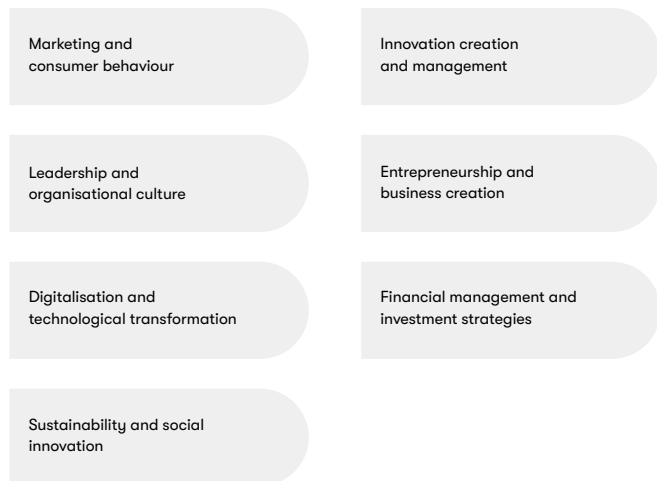 Marketing and
consumer behaviour
Innovation creation
and management
Leadership and
organisational culture
Entrepreneurship and
business creation
Digitalisation and
technological transformation
Financial management and
investment strategies
Sustainability and social
innovation